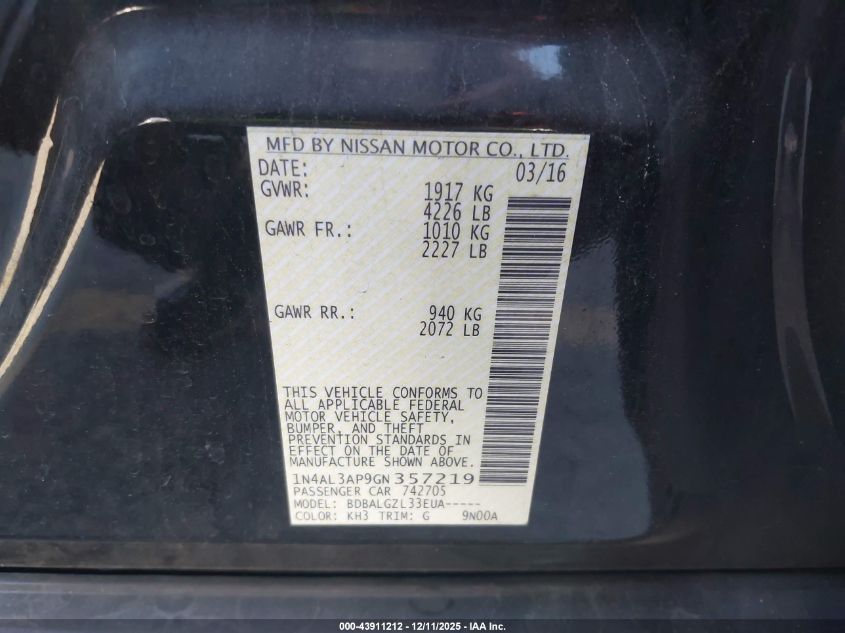 MFD BY NISSAN MOTOR CO., LTD.
DATE: 03/16
GVWR: 1917 KG
4226 LB
GAWR FR.: 1010 KG
2227 LB
GAWR RR.: 940 KG
2072 LB
THIS VEHICLE CONFORMS TO
ALL APPLICABLE FEDERAL
MOTOR VEHICLE SAFETY,
BUMPER, AND THEFT
PREVENTION STANDARDS IN
EFFECT ON THE DATE OF
MANUFACTURE SHOWN ABOVE.
1N4AL3AP9GN357219
PASSENGER CAR 742705
MODEL: BDBALGZL33EUA-----
COLOR: KH3 TRIM: G 9N00A
000-43911212 - 12/11/2025 - IAA Inc.